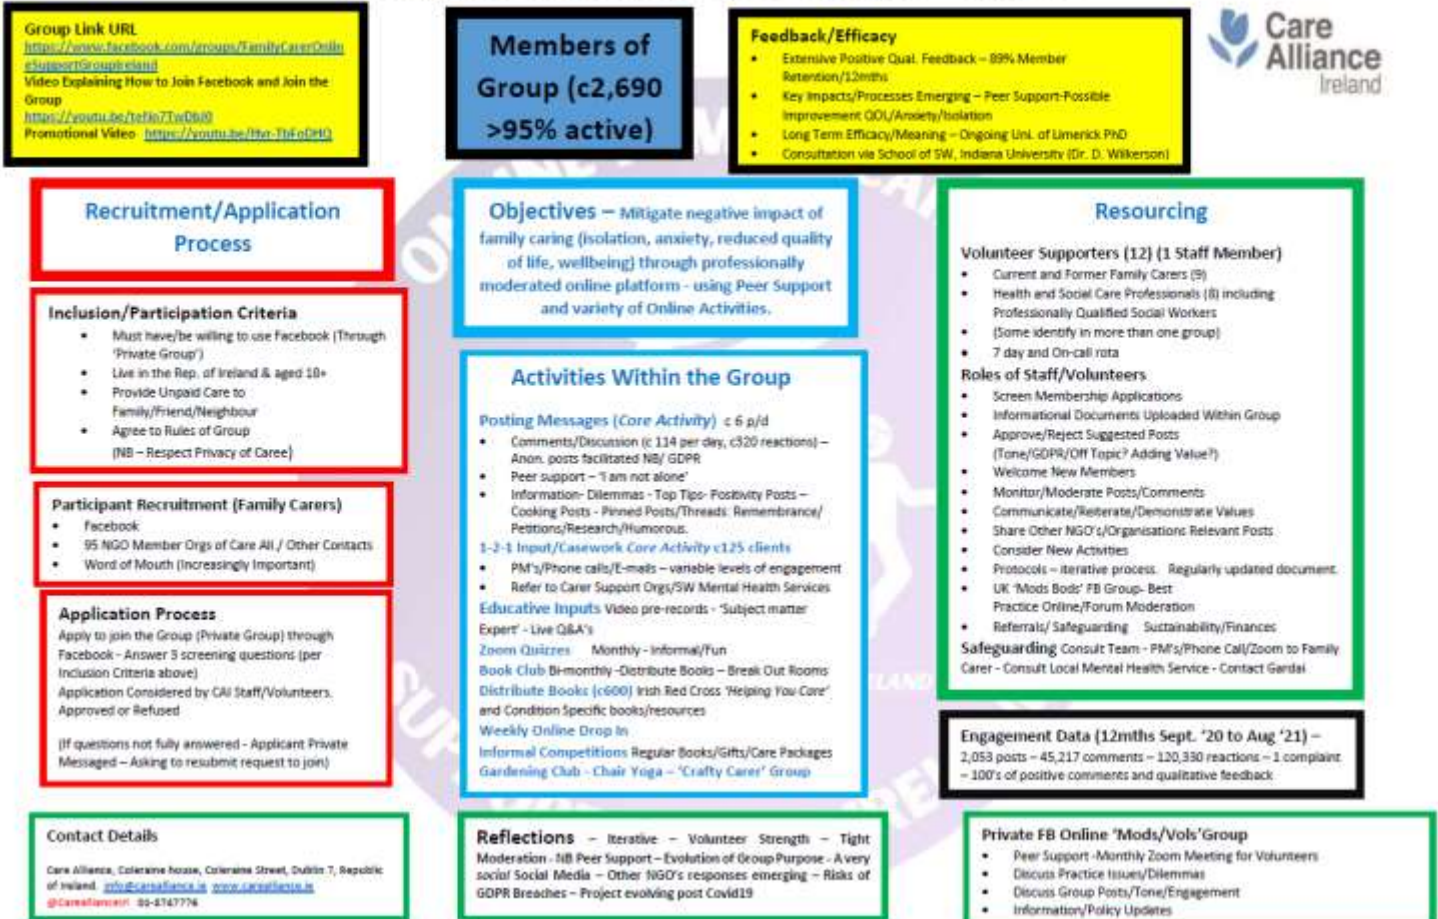 Group Link URL
https://www.facebook.com/groups/FamilyCarerOnlin
eSupportGroupIreland
Video Explaining How to Join Facebook and Join the
Group
https://youtu.be/
Promotional Video https://youtu.be/
Members of
Group (c2,690
>95% active)
Feedback/Efficacy
• Extensive Positive Qual. Feedback – 89% Member
Retention/12mths
• Key Impacts/Processes Emerging – Peer Support-Possible
Improvement QOL/Anxiety/Isolation
• Long Term Efficacy/Meaning – Ongoing Uni. of Limerick PhD
• Consultation via School of SW, Indiana University (Dr. D. Wilkerson)
Care
Alliance
Ireland
Recruitment/Application
Process
Inclusion/Participation Criteria
• Must have/be willing to use Facebook (Through
'Private Group')
• Live in the Rep. of Ireland & aged 18+
• Provide Unpaid Care to
Family/Friend/Neighbour
• Agree to Rules of Group
(NB – Respect Privacy of Caree)
Participant Recruitment (Family Carers)
• Facebook
• 95 NGO Member Orgs of Care All./ Other Contacts
• Word of Mouth (Increasingly Important)
Application Process
Apply to join the Group (Private Group) through
Facebook - Answer 3 screening questions (per
Inclusion Criteria above)
Application Considered by CAI Staff/Volunteers.
Approved or Refused
(If questions not fully answered - Applicant Private
Messaged – Asking to resubmit request to join)
Contact Details
Care Alliance, Coleraine house, Coleraine Street, Dublin 7, Republic
of Ireland. info@carealliance.ie www.carealliance.ie
@Carealliance 01-8747776
Objectives – Mitigate negative impact of
family caring (isolation, anxiety, reduced quality
of life, wellbeing) through professionally
moderated online platform - using Peer Support
and variety of Online Activities.
Activities Within the Group
Posting Messages (Core Activity) c 6 p/d
• Comments/Discussion (c 114 per day, c320 reactions) –
Anon. posts facilitated NB/ GDPR
• Peer support – 'I am not alone'
• Information- Dilemmas - Top Tips- Positivity Posts –
Cooking Posts - Pinned Posts/Threads: Remembrance/
Petitions/Research/Humorous.
1-2-1 Input/Casework Core Activity c125 clients
• PM's/Phone calls/E-mails – variable levels of engagement
• Refer to Carer Support Orgs/SW Mental Health Services
Educative Inputs Video pre-records - 'Subject matter
Expert' - Live Q&A's
Zoom Quizzes Monthly - Informal/Fun
Book Club Bi-monthly -Distribute Books – Break Out Rooms
Distribute Books (c600) Irish Red Cross 'Helping You Care'
and Condition Specific books/resources
Weekly Online Drop In
Informal Competitions Regular Books/Gifts/Care Packages
Gardening Club - Chair Yoga – 'Crafty Carer' Group
Reflections – Iterative – Volunteer Strength – Tight
Moderation - NB Peer Support – Evolution of Group Purpose - A very
social Social Media – Other NGO's responses emerging – Risks of
GDPR Breaches – Project evolving post Covid19
Resourcing
Volunteer Supporters (12) (1 Staff Member)
• Current and Former Family Carers (9)
• Health and Social Care Professionals (8) including
Professionally Qualified Social Workers
• (Some identify in more than one group)
• 7 day and On-call rota
Roles of Staff/Volunteers
• Screen Membership Applications
• Informational Documents Uploaded Within Group
• Approve/Reject Suggested Posts
(Tone/GDPR/Off Topic? Adding Value?)
• Welcome New Members
• Monitor/Moderate Posts/Comments
• Communicate/Reiterate/Demonstrate Values
• Share Other NGO's/Organisations Relevant Posts
• Consider New Activities
• Protocols – iterative process. Regularly updated document.
• UK 'Mods Bods' FB Group- Best
Practice Online/Forum Moderation
• Referrals/ Safeguarding Sustainability/Finances
Safeguarding Consult Team - PM's/Phone Call/Zoom to Family
Carer - Consult Local Mental Health Service - Contact Gardai
Engagement Data (12mths Sept. '20 to Aug '21) –
2,053 posts – 45,217 comments – 120,330 reactions – 1 complaint
– 100's of positive comments and qualitative feedback
Private FB Online 'Mods/Vols'Group
• Peer Support -Monthly Zoom Meeting for Volunteers
• Discuss Practice Issues/Dilemmas
• Discuss Group Posts/Tone/Engagement
• Information/Policy Updates